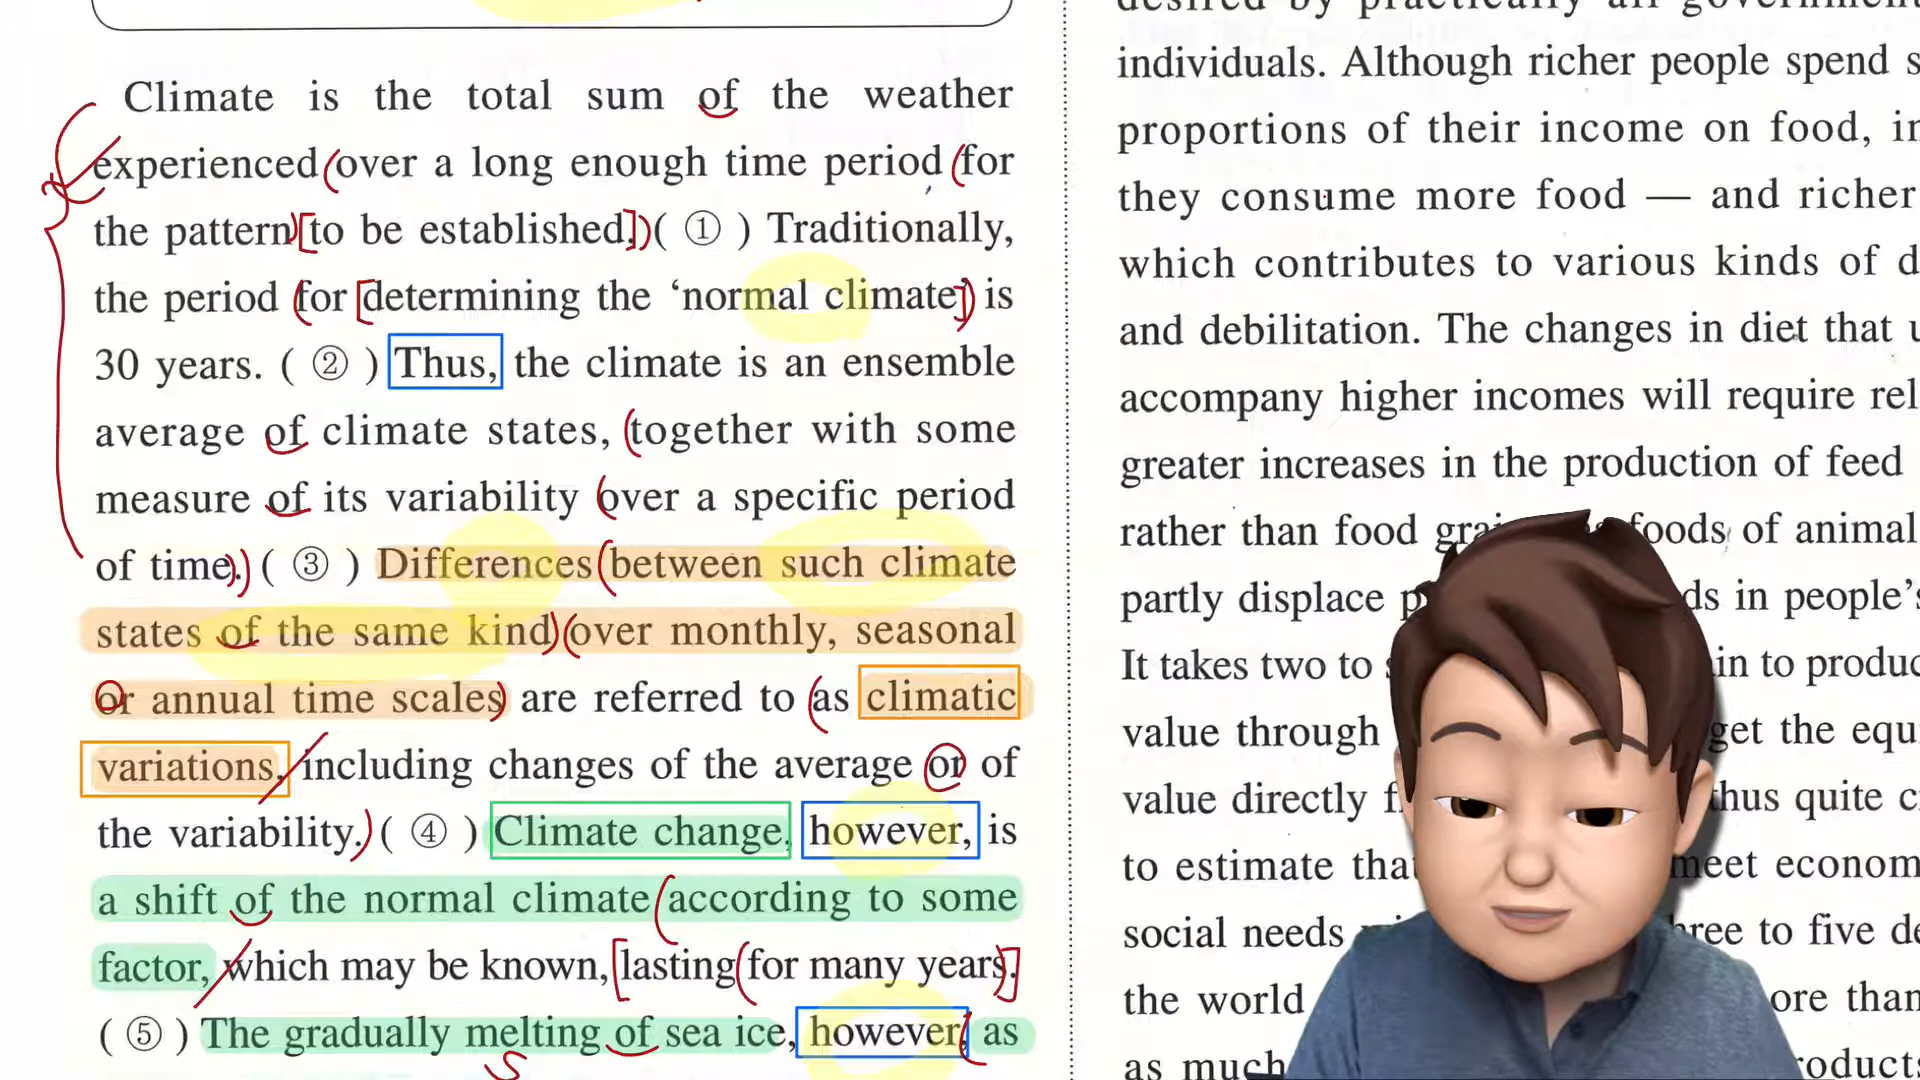 Climate is the total sum of the weather
experienced (over a long enough time period (for
the pattern) [to be established.]) ( ① ) Traditionally,
the period (for [determining the ‘normal climate]) is
30 years. ( ② ) Thus, the climate is an ensemble
average of climate states, (together with some
measure of its variability (over a specific period
of time.) ( ③ ) Differences (between such climate
states of the same kind) (over monthly, seasonal
or annual time scales) are referred to (as climatic
variations, / including changes of the average or of
the variability.) ( ④ ) Climate change, however, is
a shift of the normal climate (according to some
factor, / which may be known, [lasting (for many years).]
( ⑤ ) The gradually melting of sea ice, however, (as
S
individuals. Although richer people spend
proportions of their income on food,
they consume more food — and richer
which contributes to various kinds of
and debilitation. The changes in diet that
accompany higher incomes will require
greater increases in the production of feed
rather than food foods of animal
partly displace in people’s
It takes two to in to
value through get the
value directly thus quite
to estimate meet
social needs three to five
the world more than
as much